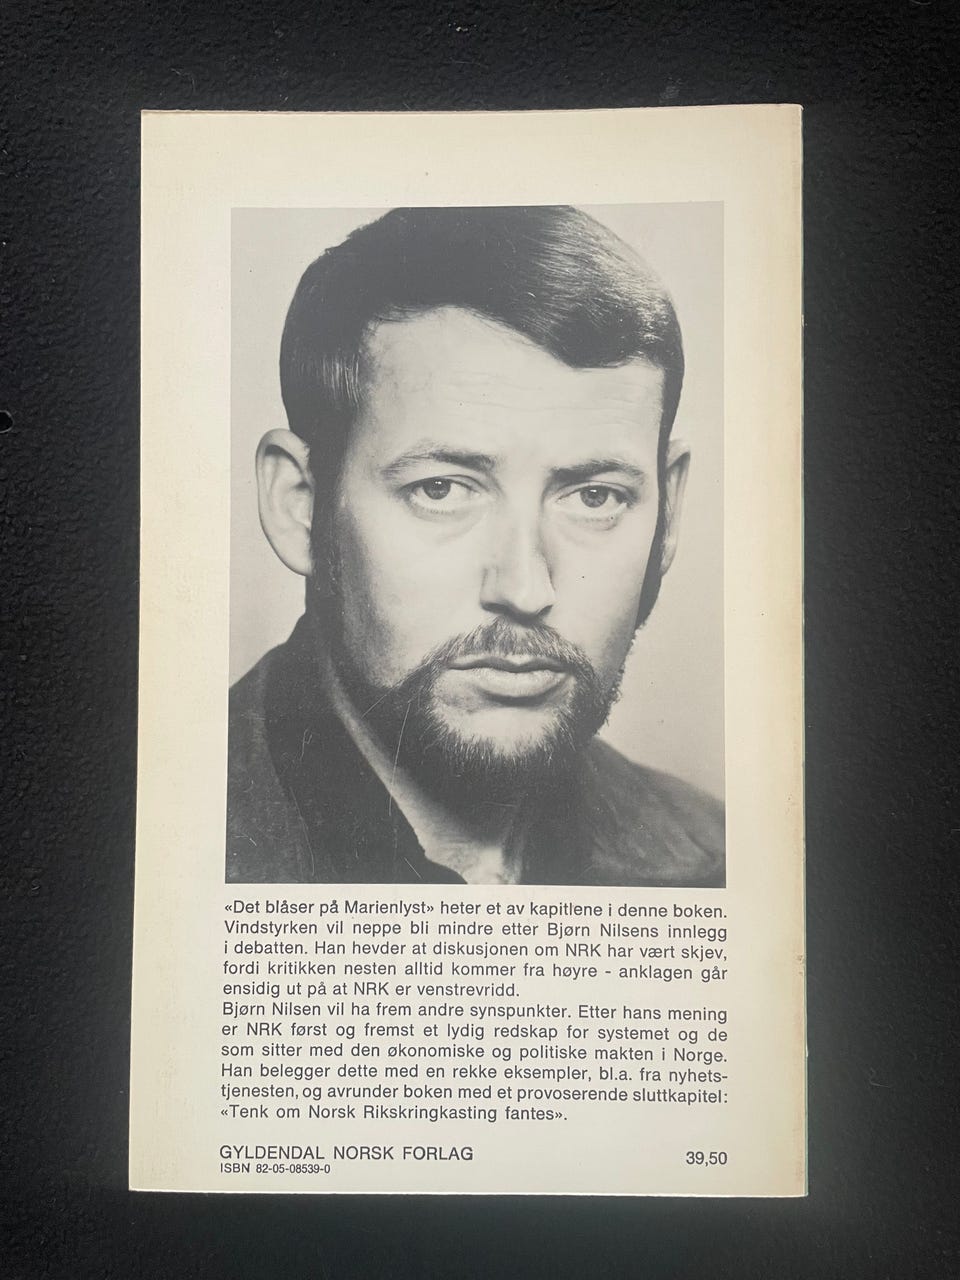 «Det blåser på Marienlyst» heter et av kapitlene i denne boken.
Vindstyrken vil neppe bli mindre etter Bjørn Nilsens innlegg
i debatten. Han hevder at diskusjonen om NRK har vært skjev,
fordi kritikken nesten alltid kommer fra høyre - anklagen går
ensidig ut på at NRK er venstrevridd.
Bjørn Nilsen vil ha frem andre synspunkter. Etter hans mening
er NRK først og fremst et lydig redskap for systemet og de
som sitter med den økonomiske og politiske makten i Norge.
Han belegger dette med en rekke eksempler, bl.a. fra nyhets-
tjenesten, og avrunder boken med et provoserende sluttkapitel:
«Tenk om Norsk Rikskringkasting fantes».
GYLDENDAL NORSK FORLAG
ISBN 82-05-08539-0
39,50